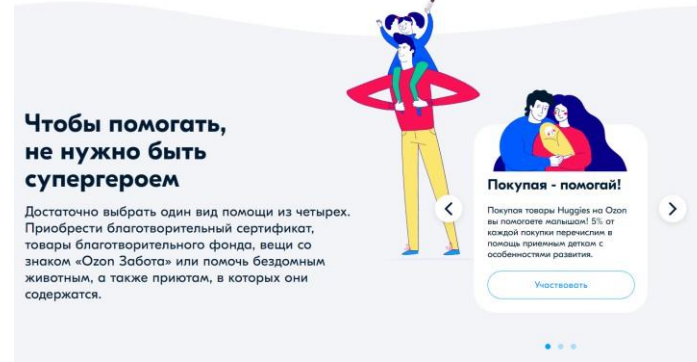 Чтобы помогать,
не нужно быть
супергероем
Достаточно выбрать один вид помощи из четырех.
Приобрести благотворительный сертификат,
товары благотворительного фонда, вещи со
знаком «Ozon Забота» или помочь бездомным
животным, а также приютам, в которых они
содержатся.
Покупая - помогай!
Покупая товары Huggies на Ozon
вы помогаете малышам! 5% от
каждой покупки перечислим в
помощь приемным деткам с
особенностями развития.
Участвовать